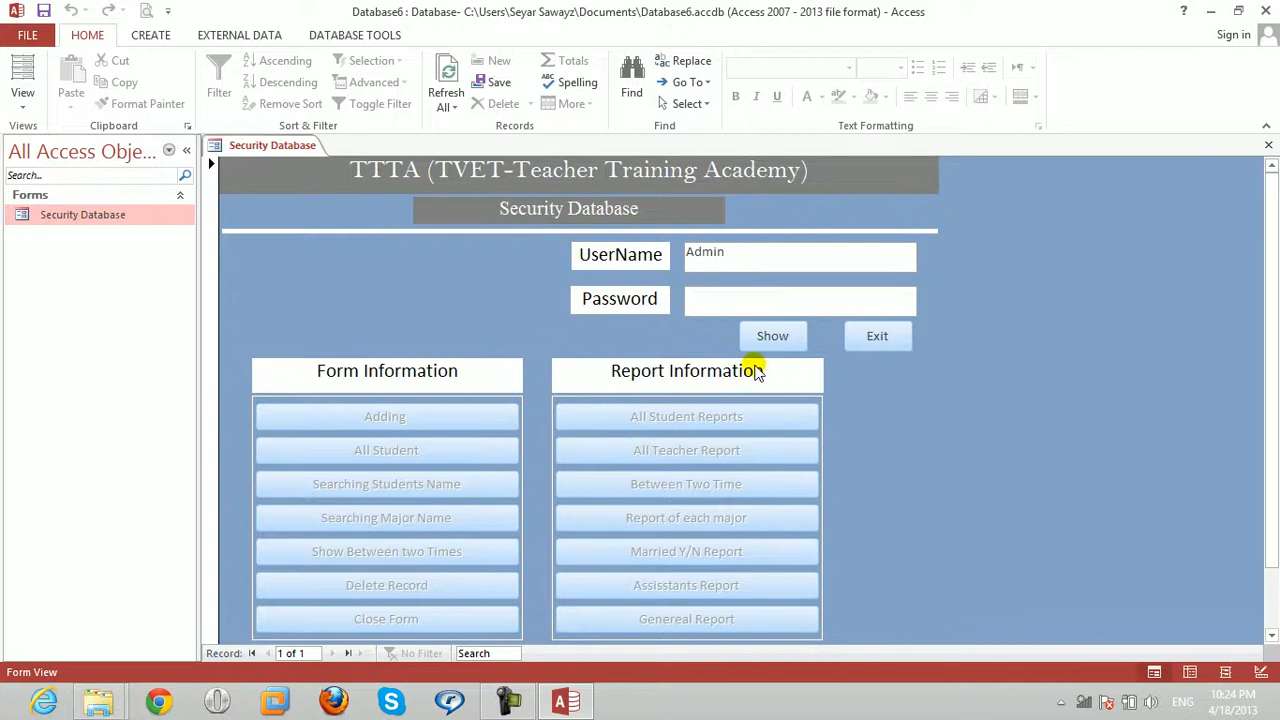 Database6 : Database- C:\Users\Seyar Sawayz\Documents\Database6.accdb (Access 2007 - 2013 file format) - Access
?
FILE HOME CREATE EXTERNAL DATA DATABASE TOOLS Sign in
View
Views
Paste
Cut
Copy
Format Painter
Clipboard
Filter
Ascending
Descending
Remove Sort
Selection
Advanced
Toggle Filter
Sort & Filter
Refresh All
New
Save
Delete
Totals
Spelling
More
Records
Find
Replace
Go To
Select
Find
B I U A
Text Formatting
All Access Obje...
Search...
Forms
Security Database
Security Database
TTTA (TVET-Teacher Training Academy)
Security Database
UserName Admin
Password
Show Exit
Form Information Report Information
Adding All Student Reports
All Student All Teacher Report
Searching Students Name Between Two Time
Searching Major Name Report of each major
Show Between two Times Married Y/N Report
Delete Record Assisstants Report
Close Form Genereal Report
Record: 1 of 1 No Filter Search
Form View
ENG 10:24 PM
4/18/2013